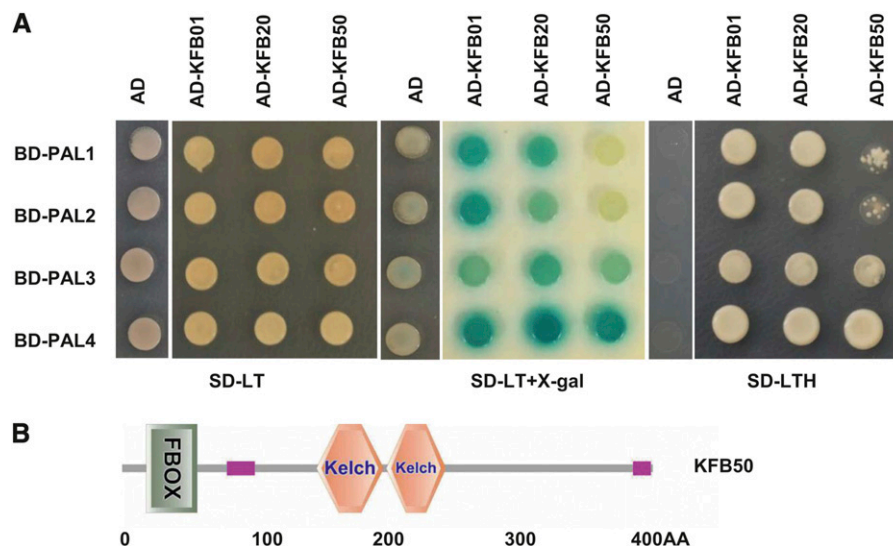 A
AD
AD-KFB01
AD-KFB20
AD-KFB50
AD
AD-KFB01
AD-KFB20
AD-KFB50
AD
AD-KFB01
AD-KFB20
AD-KFB50
BD-PAL1
BD-PAL2
BD-PAL3
BD-PAL4
SD-LT SD-LT+X-gal SD-LTH
B
FBOX
Kelch Kelch
KFB50
0 100 200 300 400AA